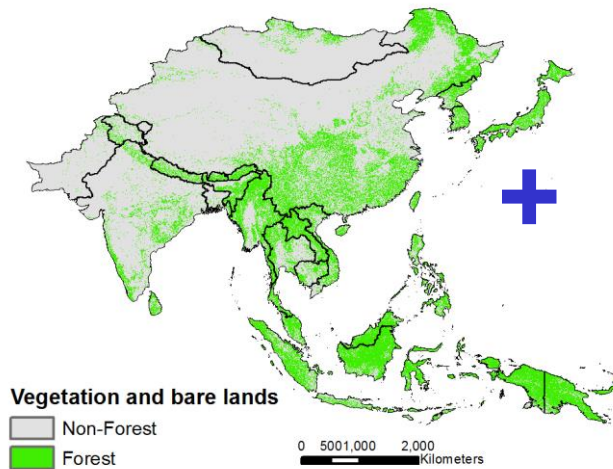 Vegetation and bare lands
Non-Forest
Forest
0 5001,000 2,000
Kilometers